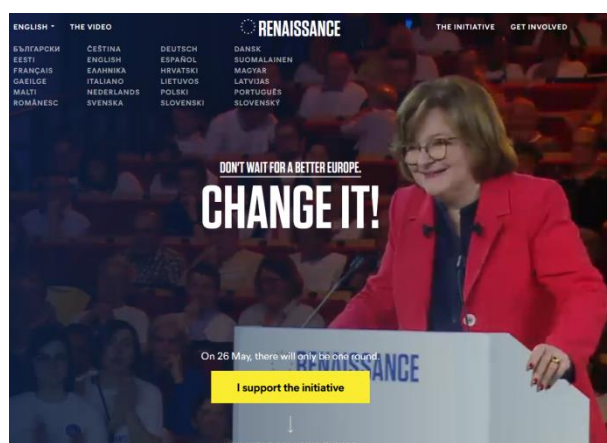 ENGLISH
THE VIDEO
RENAISSANCE
THE INITIATIVE
GET INVOLVED
БЪЛГАРСКИ ČEŠTINA DEUTSCH DANSK
EESTI ENGLISH ESPAÑOL SUOMALAINEN
FRANÇAIS ΕΛΛΗΝΙΚΆ HRVATSKI MAGYAR
GAEILGE ITALIANO LIETUVOS LATVIJAS
MALTI NEDERLANDS POLSKI PORTUGUÊS
ROMÂNESC SVENSKA SLOVENSKI SLOVENSKÝ
DON'T WAIT FOR A BETTER EUROPE.
CHANGE IT!
On 26 May, there will only be one round.
RENAISSANCE
I support the initiative